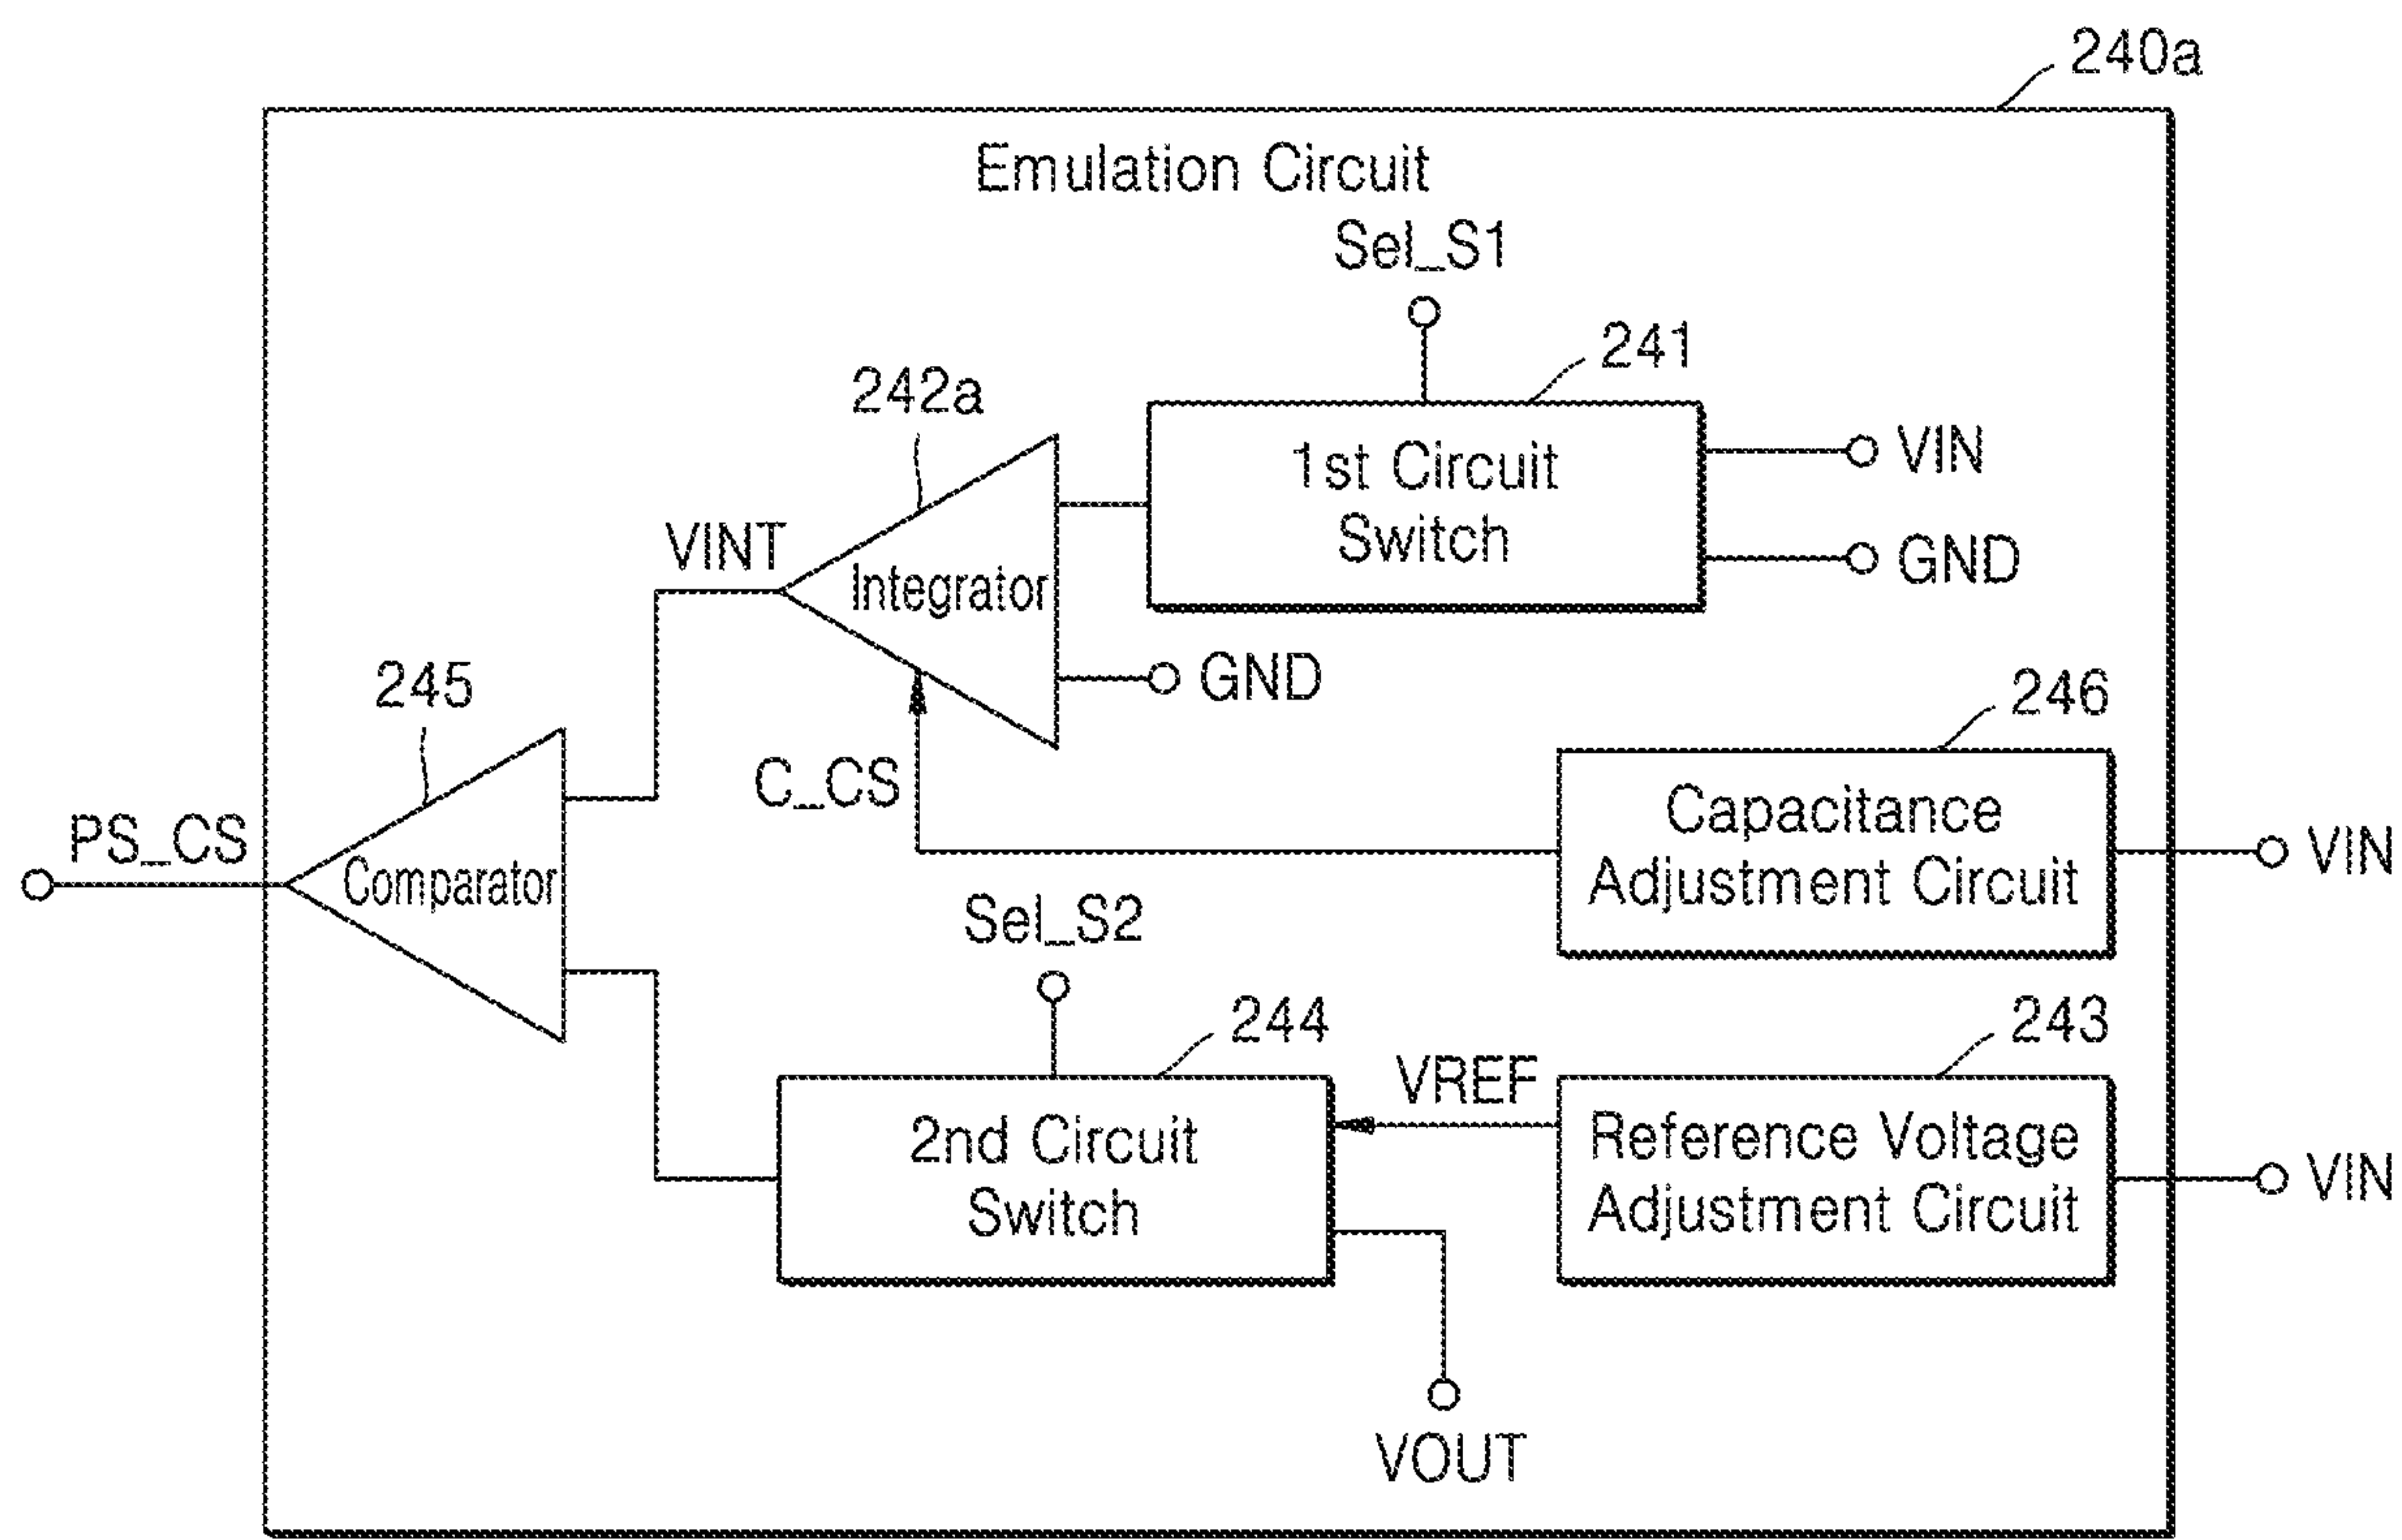 240a
Emulation Circuit
Sel_S1
241
242a
1st Circuit
Switch
VIN
GND
VINT
Integrator
GND
245
246
C_CS
Capacitance
Adjustment Circuit
VIN
PS_CS
Comparator
Sel_S2
244
243
VREF
2nd Circuit
Switch
Reference Voltage
Adjustment Circuit
VIN
VOUT